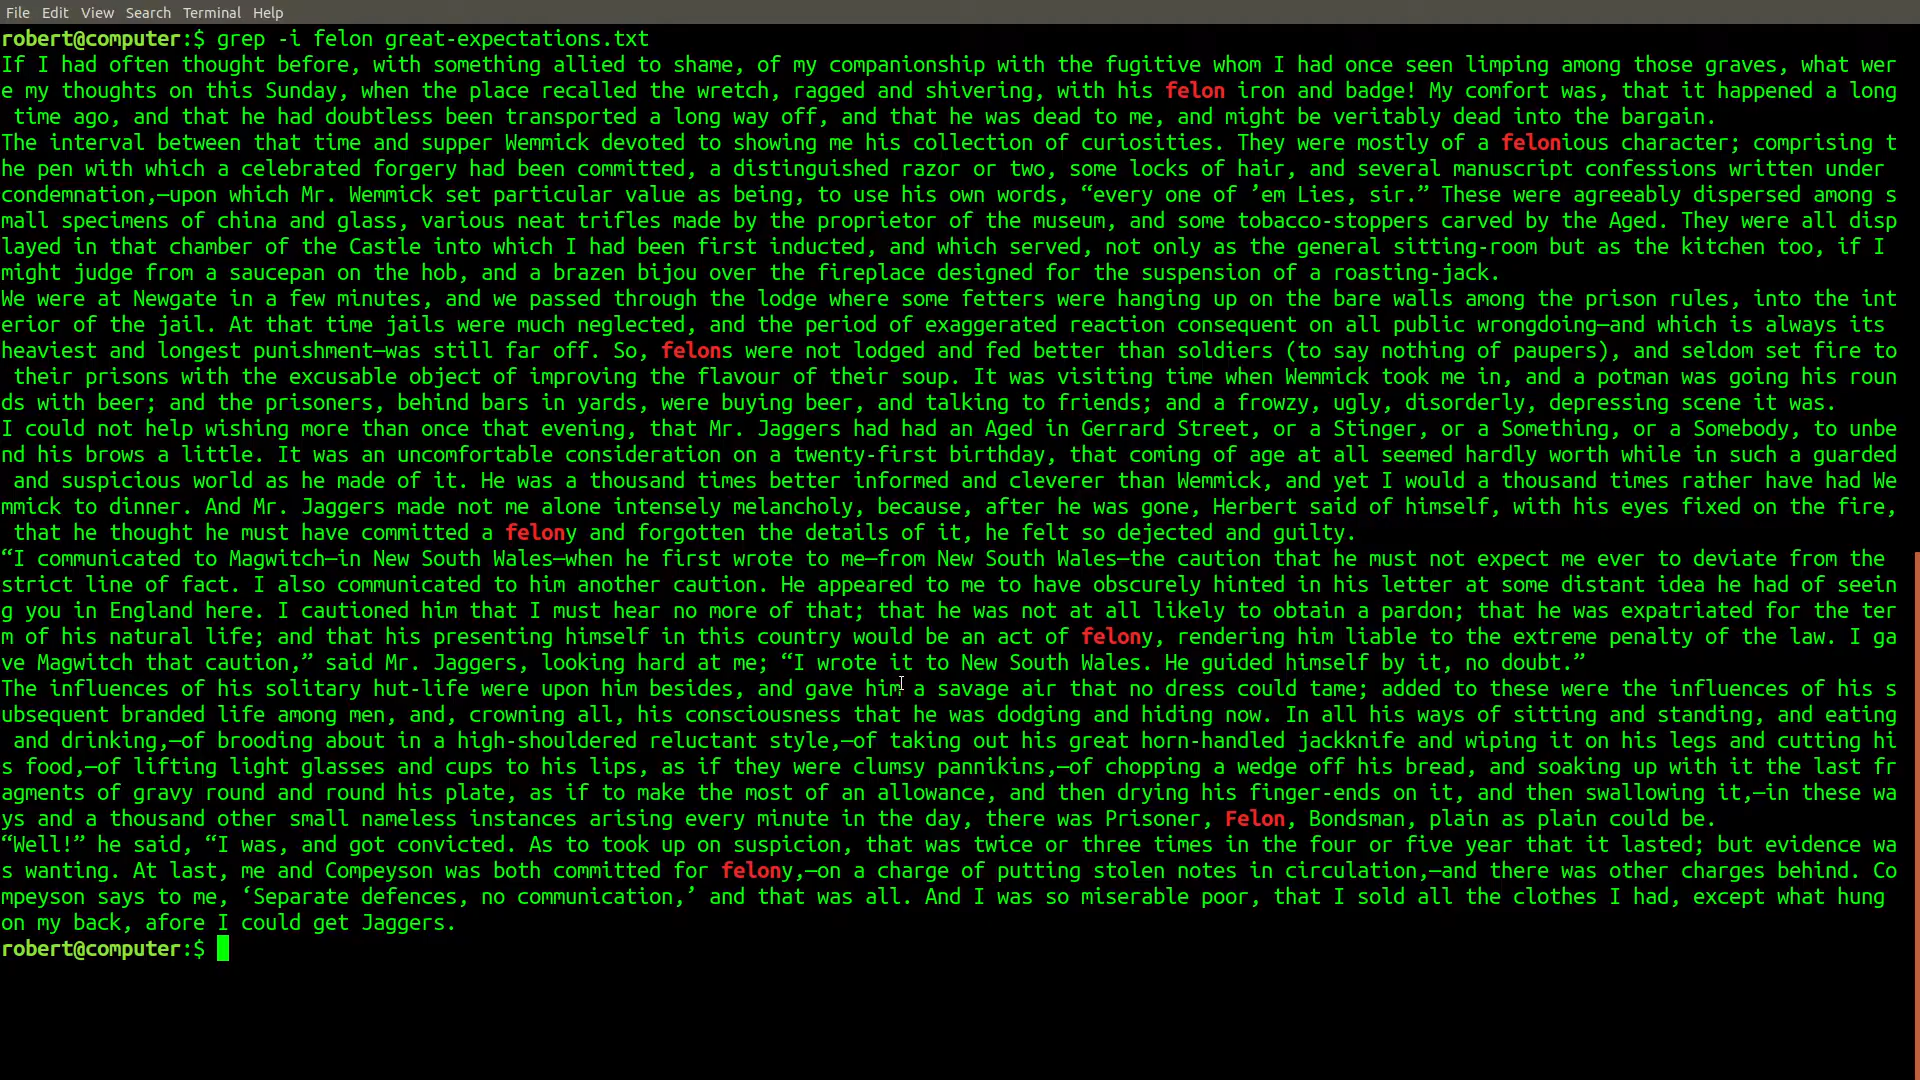 File Edit View Search Terminal Help
robert@computer:$ grep -i felon great-expectations.txt
If I had often thought before, with something allied to shame, of my companionship with the fugitive whom I had once seen limping among those graves, what wer
e my thoughts on this Sunday, when the place recalled the wretch, ragged and shivering, with his felon iron and badge! My comfort was, that it happened a long
 time ago, and that he had doubtless been transported a long way off, and that he was dead to me, and might be veritably dead into the bargain.
The interval between that time and supper Wemmick devoted to showing me his collection of curiosities. They were mostly of a felonious character; comprising t
he pen with which a celebrated forgery had been committed, a distinguished razor or two, some locks of hair, and several manuscript confessions written under
condemnation,—upon which Mr. Wemmick set particular value as being, to use his own words, “every one of ’em Lies, sir.” These were agreeably dispersed among s
mall specimens of china and glass, various neat trifles made by the proprietor of the museum, and some tobacco-stoppers carved by the Aged. They were all disp
layed in that chamber of the Castle into which I had been first inducted, and which served, not only as the general sitting-room but as the kitchen too, if I
might judge from a saucepan on the hob, and a brazen bijou over the fireplace designed for the suspension of a roasting-jack.
We were at Newgate in a few minutes, and we passed through the lodge where some fetters were hanging up on the bare walls among the prison rules, into the int
erior of the jail. At that time jails were much neglected, and the period of exaggerated reaction consequent on all public wrongdoing—and which is always its
heaviest and longest punishment—was still far off. So, felons were not lodged and fed better than soldiers (to say nothing of paupers), and seldom set fire to
 their prisons with the excusable object of improving the flavour of their soup. It was visiting time when Wemmick took me in, and a potman was going his roun
ds with beer; and the prisoners, behind bars in yards, were buying beer, and talking to friends; and a frowzy, ugly, disorderly, depressing scene it was.
I could not help wishing more than once that evening, that Mr. Jaggers had had an Aged in Gerrard Street, or a Stinger, or a Something, or a Somebody, to unbe
nd his brows a little. It was an uncomfortable consideration on a twenty-first birthday, that coming of age at all seemed hardly worth while in such a guarded
 and suspicious world as he made of it. He was a thousand times better informed and cleverer than Wemmick, and yet I would a thousand times rather have had We
mmick to dinner. And Mr. Jaggers made not me alone intensely melancholy, because, after he was gone, Herbert said of himself, with his eyes fixed on the fire,
 that he thought he must have committed a felony and forgotten the details of it, he felt so dejected and guilty.
“I communicated to Magwitch—in New South Wales—when he first wrote to me—from New South Wales—the caution that he must not expect me ever to deviate from the
strict line of fact. I also communicated to him another caution. He appeared to me to have obscurely hinted in his letter at some distant idea he had of seein
g you in England here. I cautioned him that I must hear no more of that; that he was not at all likely to obtain a pardon; that he was expatriated for the ter
m of his natural life; and that his presenting himself in this country would be an act of felony, rendering him liable to the extreme penalty of the law. I ga
ve Magwitch that caution,” said Mr. Jaggers, looking hard at me; “I wrote it to New South Wales. He guided himself by it, no doubt.”
The influences of his solitary hut-life were upon him besides, and gave him a savage air that no dress could tame; added to these were the influences of his s
ubsequent branded life among men, and, crowning all, his consciousness that he was dodging and hiding now. In all his ways of sitting and standing, and eating
 and drinking,—of brooding about in a high-shouldered reluctant style,—of taking out his great horn-handled jackknife and wiping it on his legs and cutting hi
s food,—of lifting light glasses and cups to his lips, as if they were clumsy pannikins,—of chopping a wedge off his bread, and soaking up with it the last fr
agments of gravy round and round his plate, as if to make the most of an allowance, and then drying his finger-ends on it, and then swallowing it,—in these wa
ys and a thousand other small nameless instances arising every minute in the day, there was Prisoner, Felon, Bondsman, plain as plain could be.
“Well!” he said, “I was, and got convicted. As to took up on suspicion, that was twice or three times in the four or five year that it lasted; but evidence wa
s wanting. At last, me and Compeyson was both committed for felony,—on a charge of putting stolen notes in circulation,—and there was other charges behind. Co
mpeyson says to me, ‘Separate defences, no communication,’ and that was all. And I was so miserable poor, that I sold all the clothes I had, except what hung
on my back, afore I could get Jaggers.
robert@computer:$